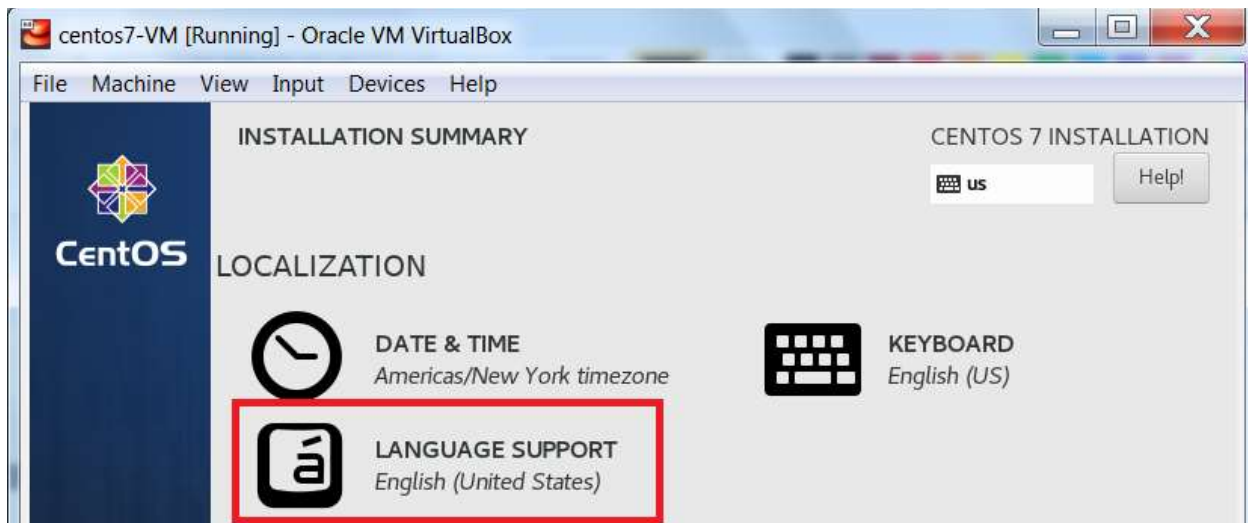 centos7-VM [Running] - Oracle VM VirtualBox
File Machine View Input Devices Help
INSTALLATION SUMMARY
CENTOS 7 INSTALLATION
us
Help!
CentOS
LOCALIZATION
DATE & TIME
Americas/New York timezone
KEYBOARD
English (US)
á
LANGUAGE SUPPORT
English (United States)